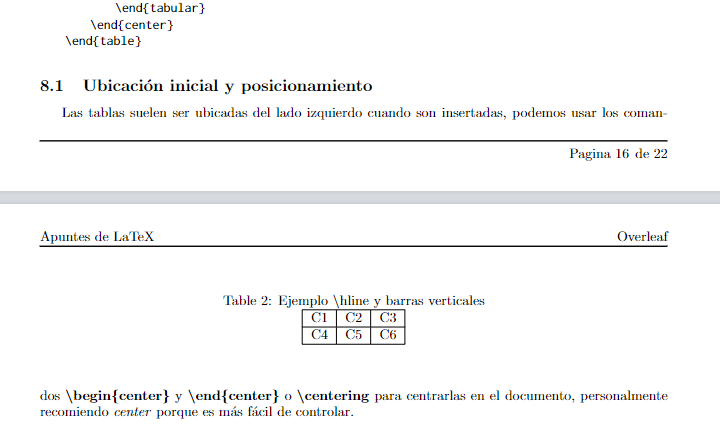 \end{tabular}
\end{center}
\end{table}
8.1 Ubicación inicial y posicionamiento
Las tablas suelen ser ubicadas del lado izquierdo cuando son insertadas, podemos usar los coman-
Pagina 16 de 22
Apuntes de LaTeX Overleaf
Table 2: Ejemplo \hline y barras verticales
C1 C2 C3
C4 C5 C6
dos \begin{center} y \end{center} o \centering para centrarlas en el documento, personalmente
recomiendo center porque es más fácil de controlar.